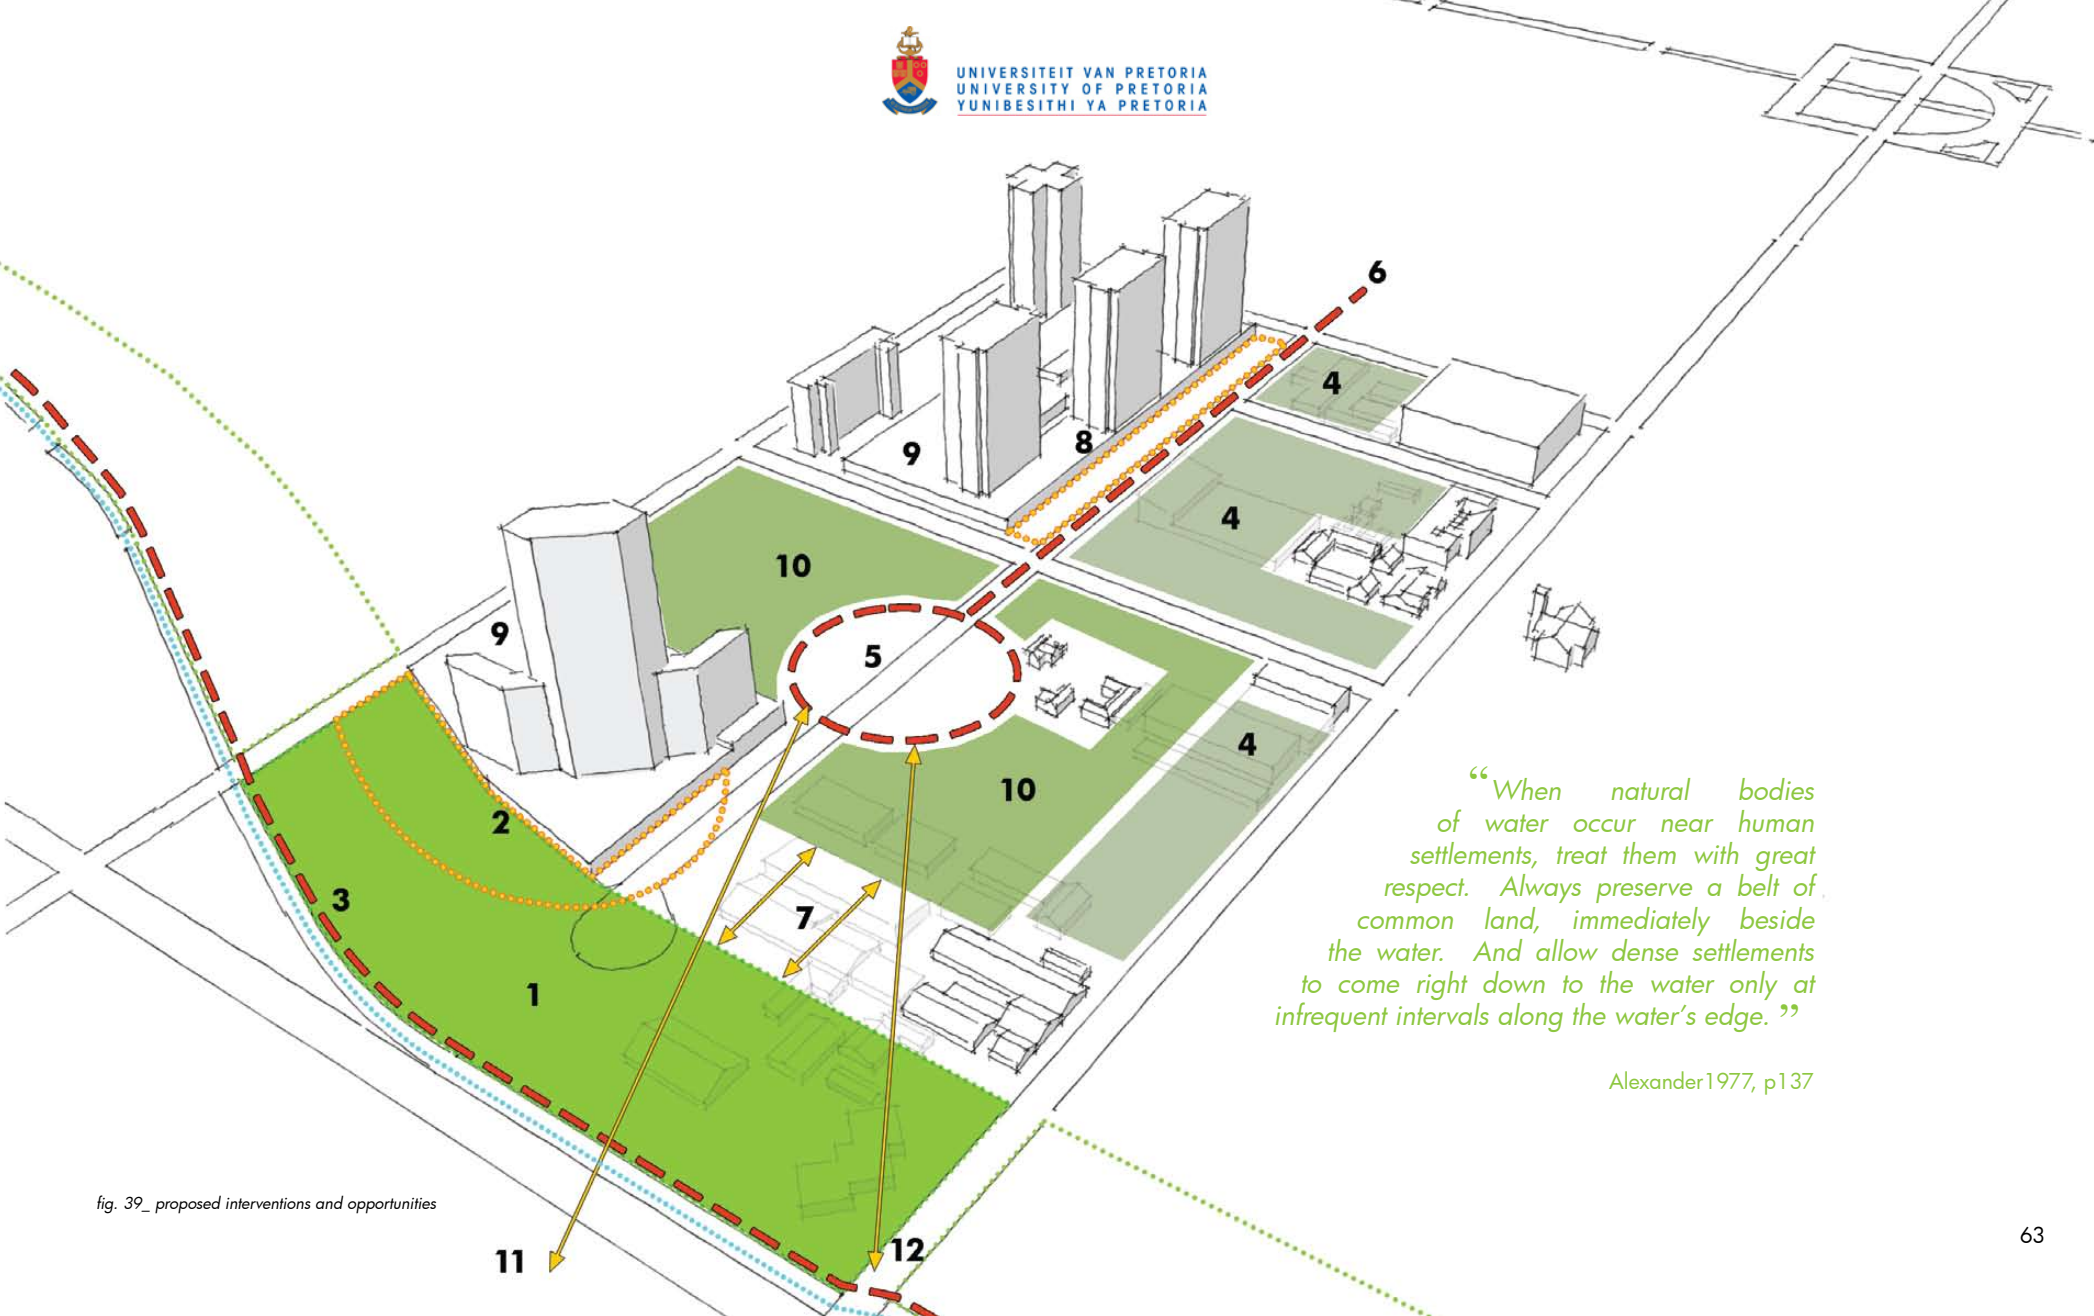 UNIVERSITEIT VAN PRETORIA
UNIVERSITY OF PRETORIA
YUNIBESITHI YA PRETORIA
6
4
8
9
4
10
9
5
4
10
2
3
7
1
12
11
“When natural bodies
of water occur near human
settlements, treat them with great
respect. Always preserve a belt of
common land, immediately beside
the water. And allow dense settlements
to come right down to the water only at
infrequent intervals along the water’s edge. ”
Alexander1977, p137
fig. 39_ proposed interventions and opportunities
63